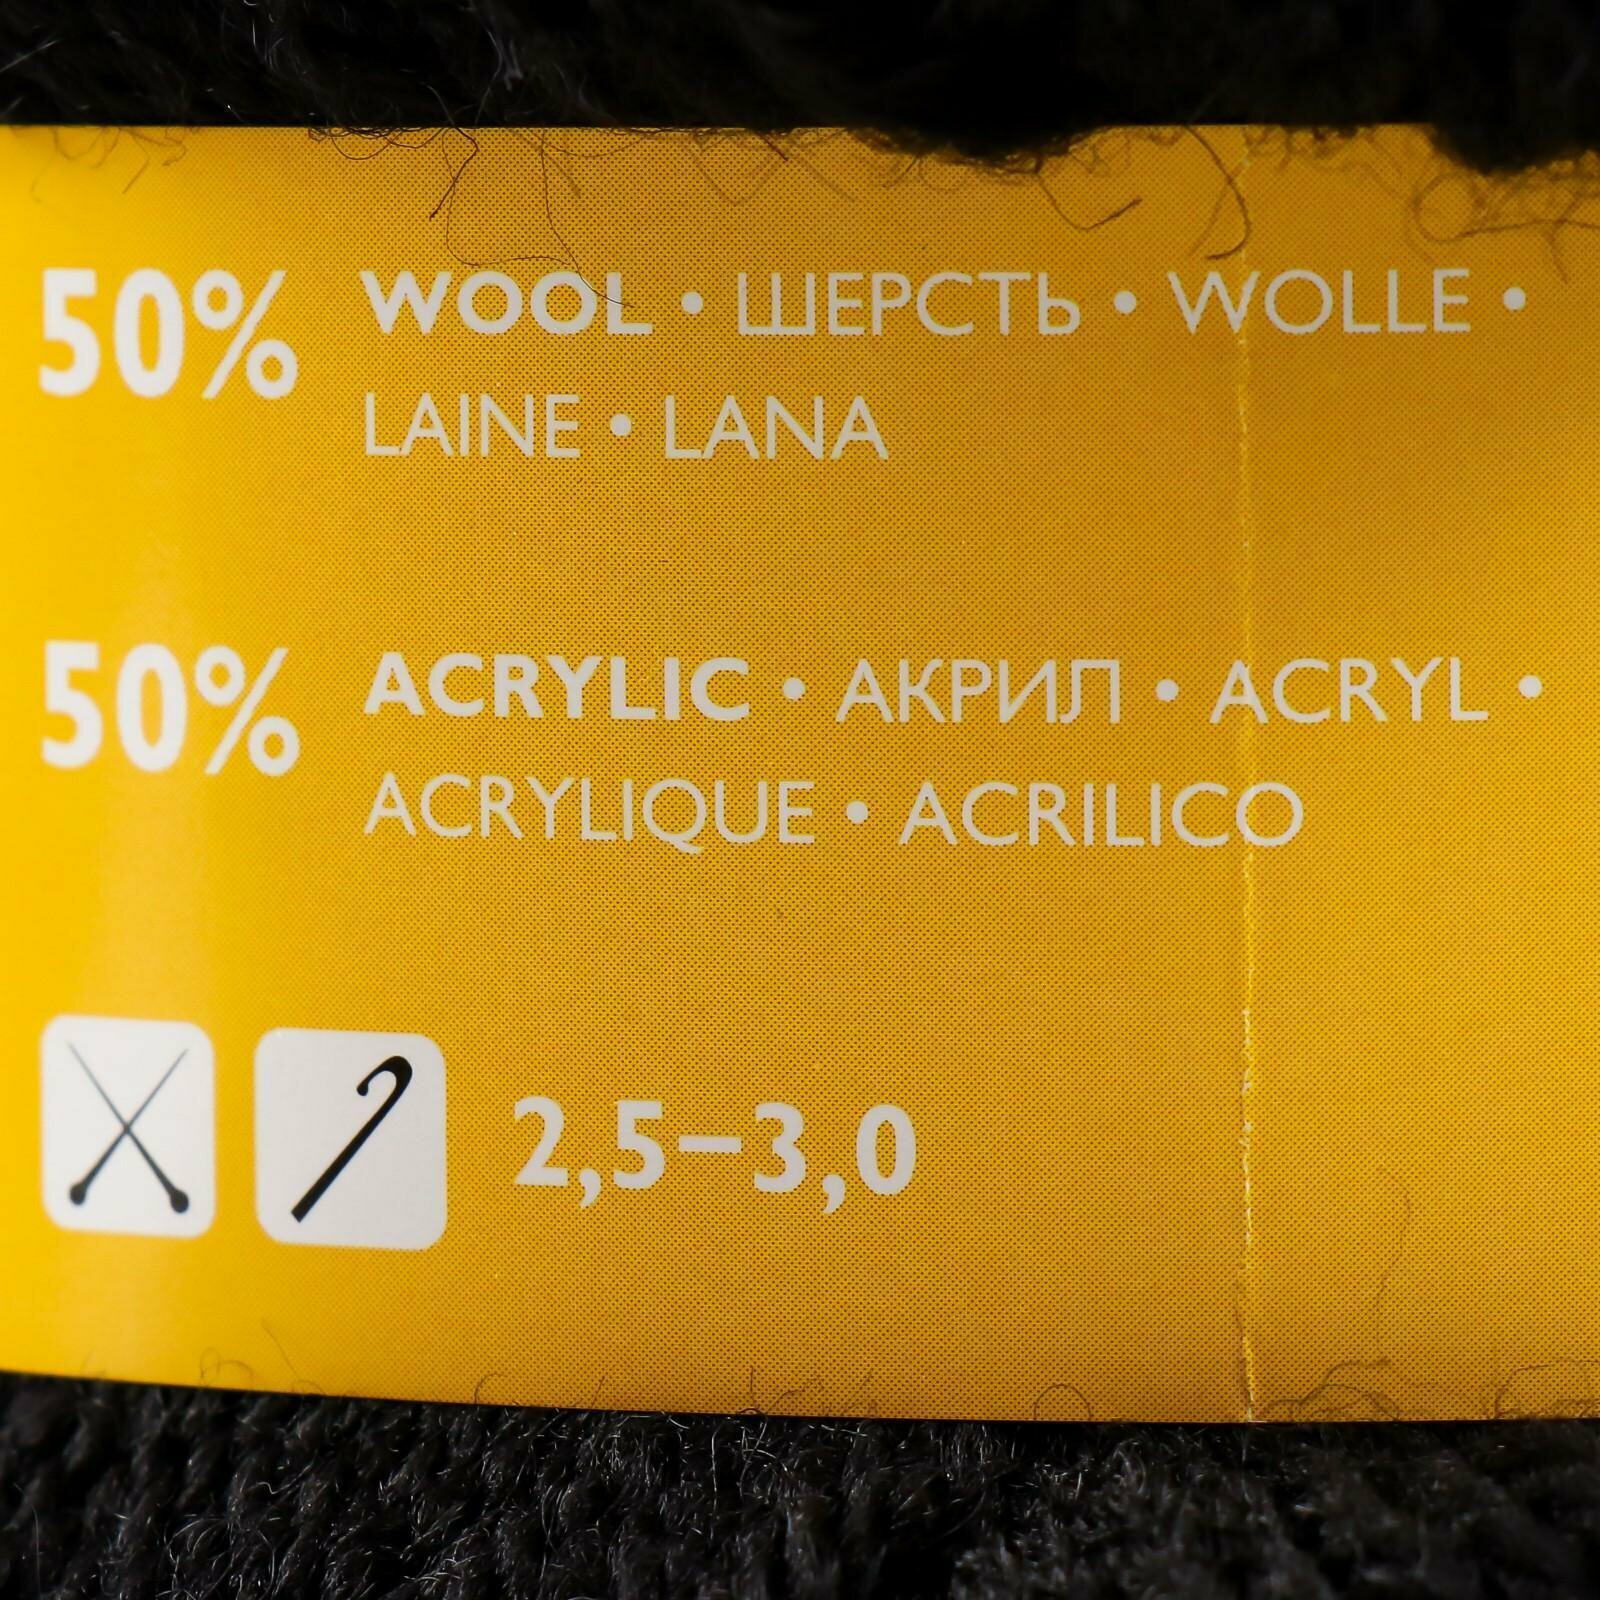 50% WOOL • ШЕРСТЬ • WOLLE •
LAINE • LANA
50% ACRYLIC • АКРИЛ • ACRYL •
ACRYLIQUE • ACRILICO
2,5–3,0